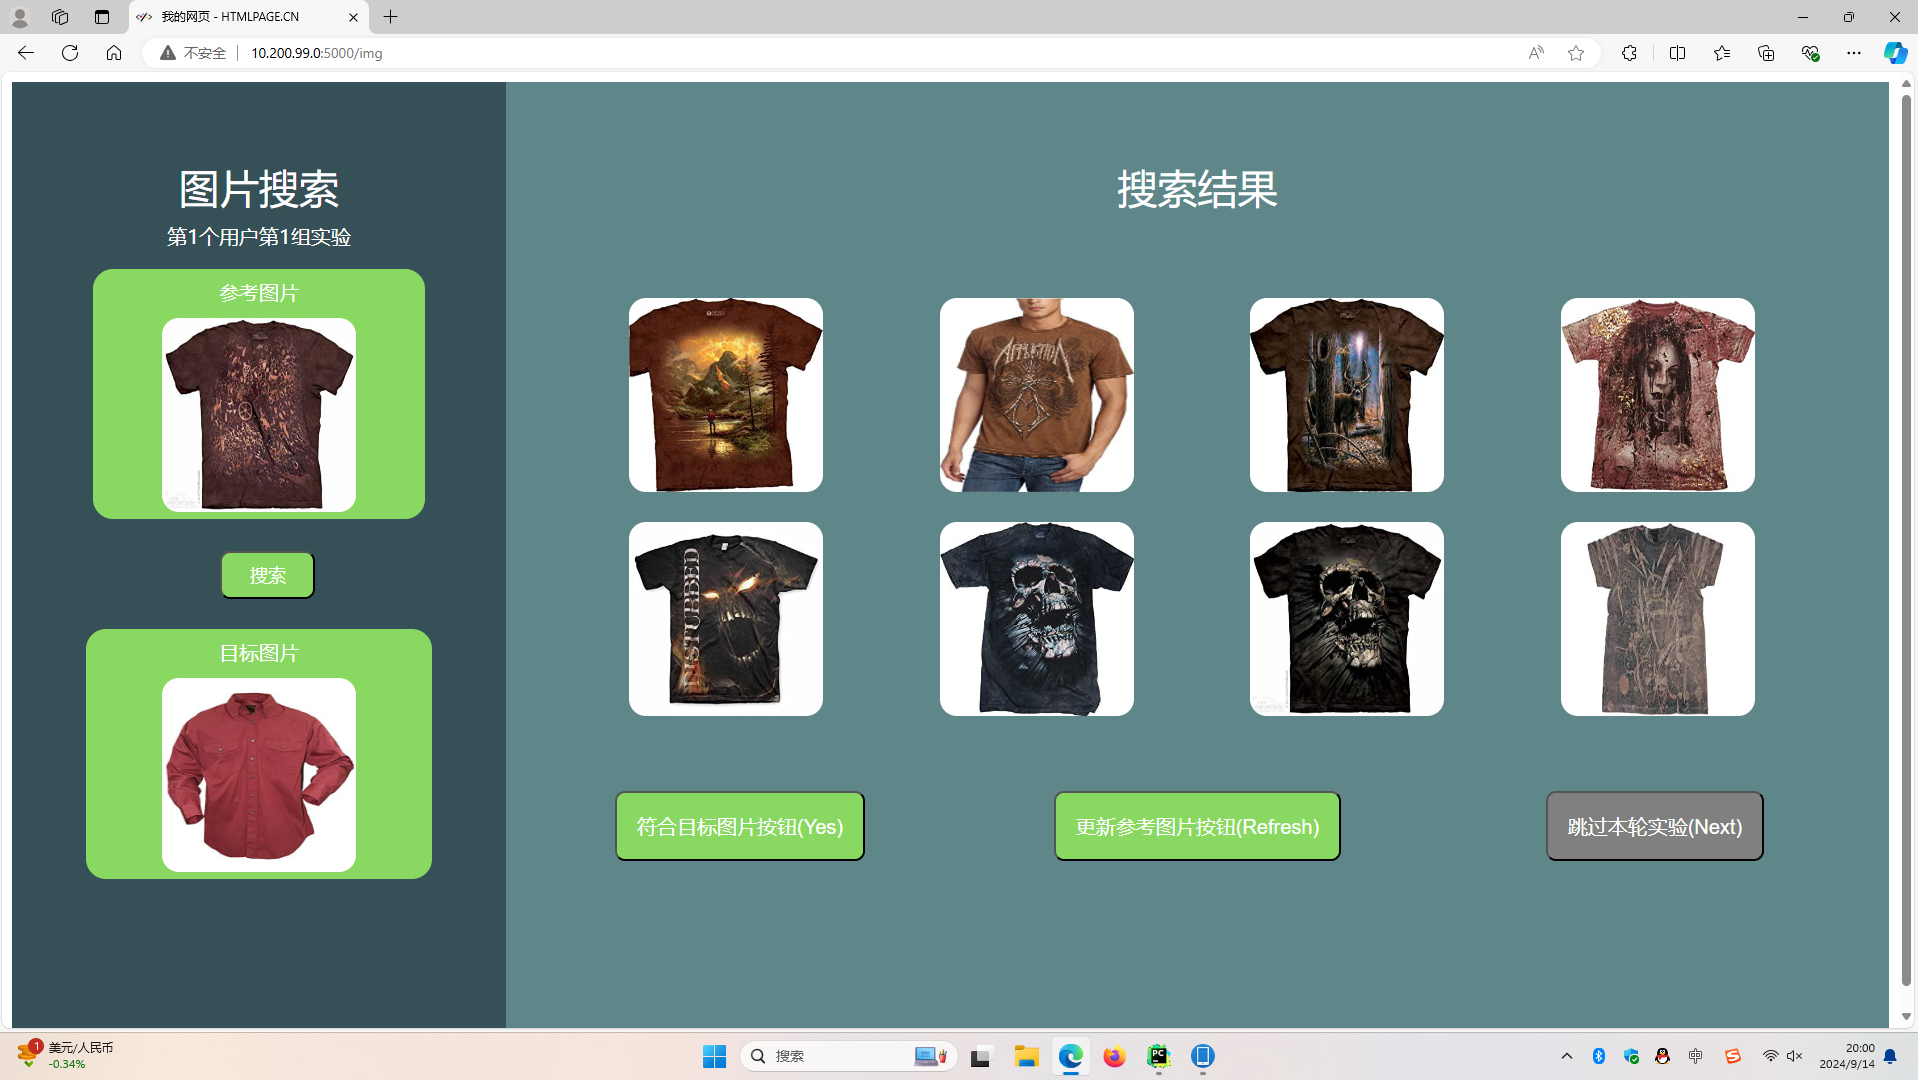 我的网页 - HTMLPAGE.CN
不安全
10.200.99.0:5000/img
图片搜索
第1个用户第1组实验
参考图片
搜索
目标图片
搜索结果
AFFLICTION
DISTURBED
符合目标图片按钮(Yes)
更新参考图片按钮(Refresh)
跳过本轮实验(Next)
1
美元/人民币
-0.34%
搜索
PC
中
20:00
2024/9/14